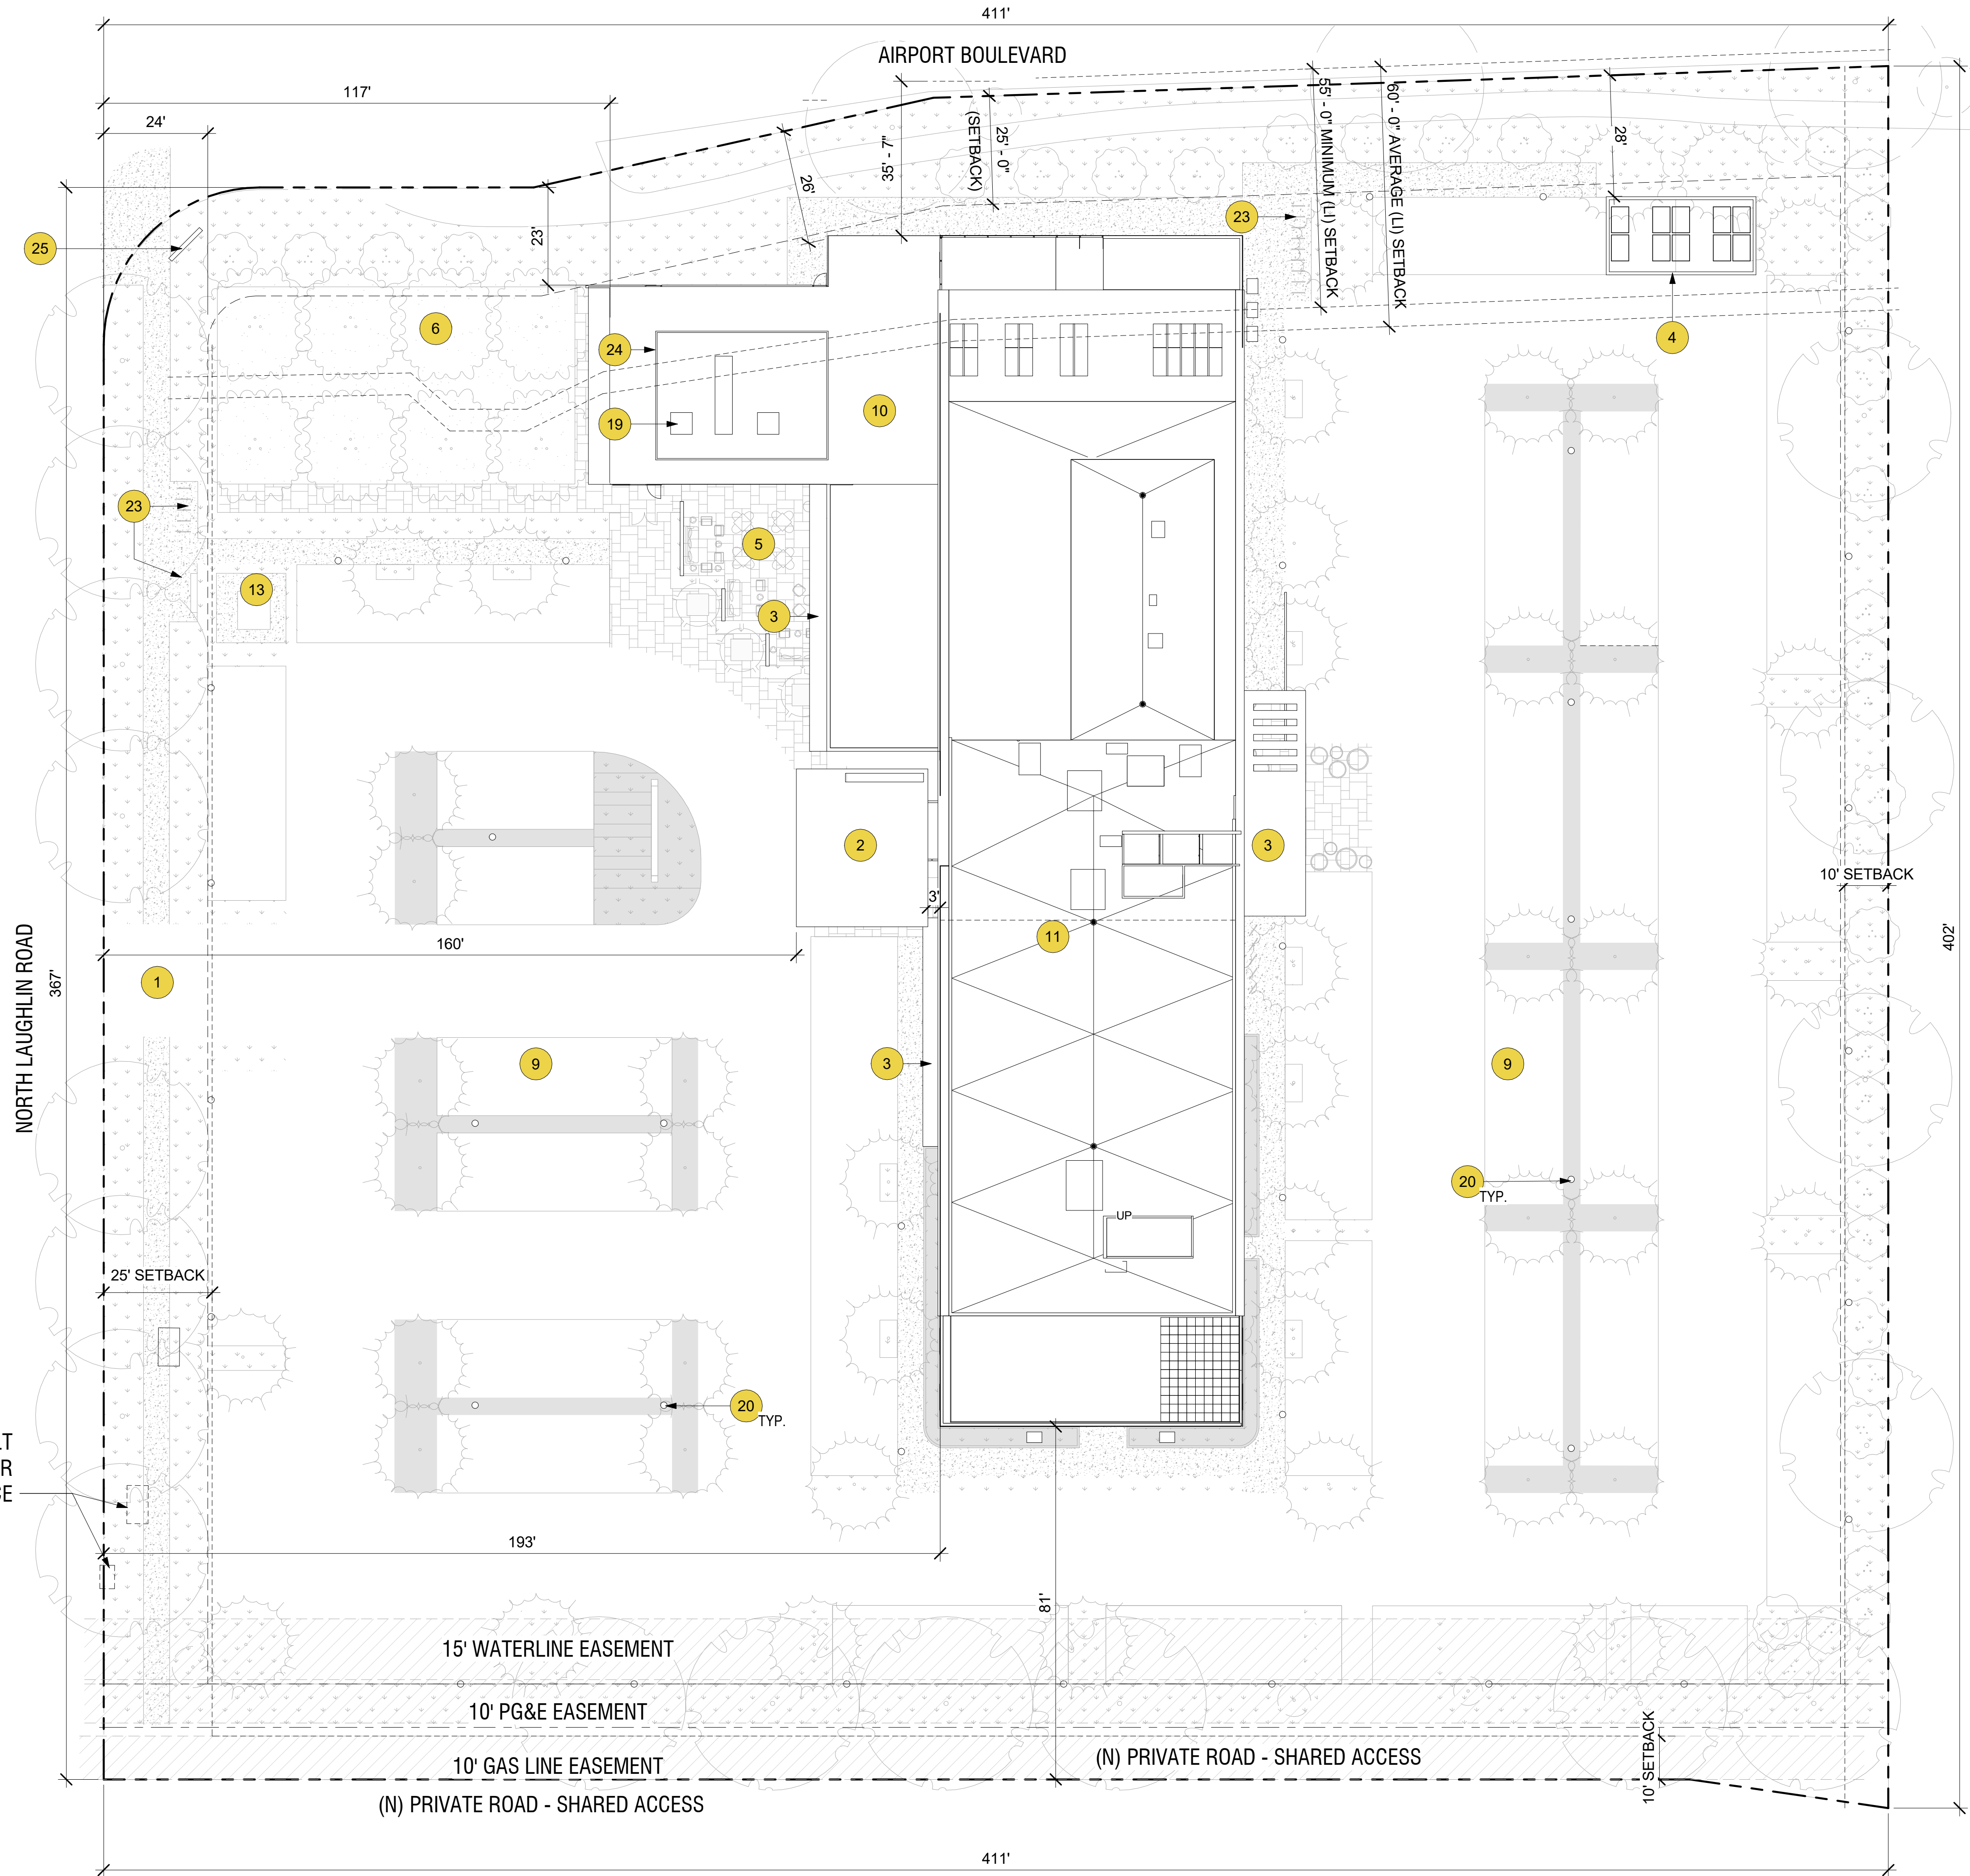 411'
AIRPORT BOULEVARD
117'
24'
55' - 0" MINIMUM (LI) SETBACK
60' - 0" AVERAGE (LI) SETBACK
25' - 0"
(SETBACK)
35' - 7"
28'
26'
23'
23
25
6
24
4
10
19
23
5
13
3
2
3
10' SETBACK
3'
11
160'
402'
NORTH LAUGHLIN ROAD
367'
1
9
3
9
20
TYP.
UP
25' SETBACK
20
TYP.
LT
R
CE
193'
81'
15' WATERLINE EASEMENT
10' PG&E EASEMENT
10' GAS LINE EASEMENT
(N) PRIVATE ROAD - SHARED ACCESS
10' SETBACK
(N) PRIVATE ROAD - SHARED ACCESS
411'